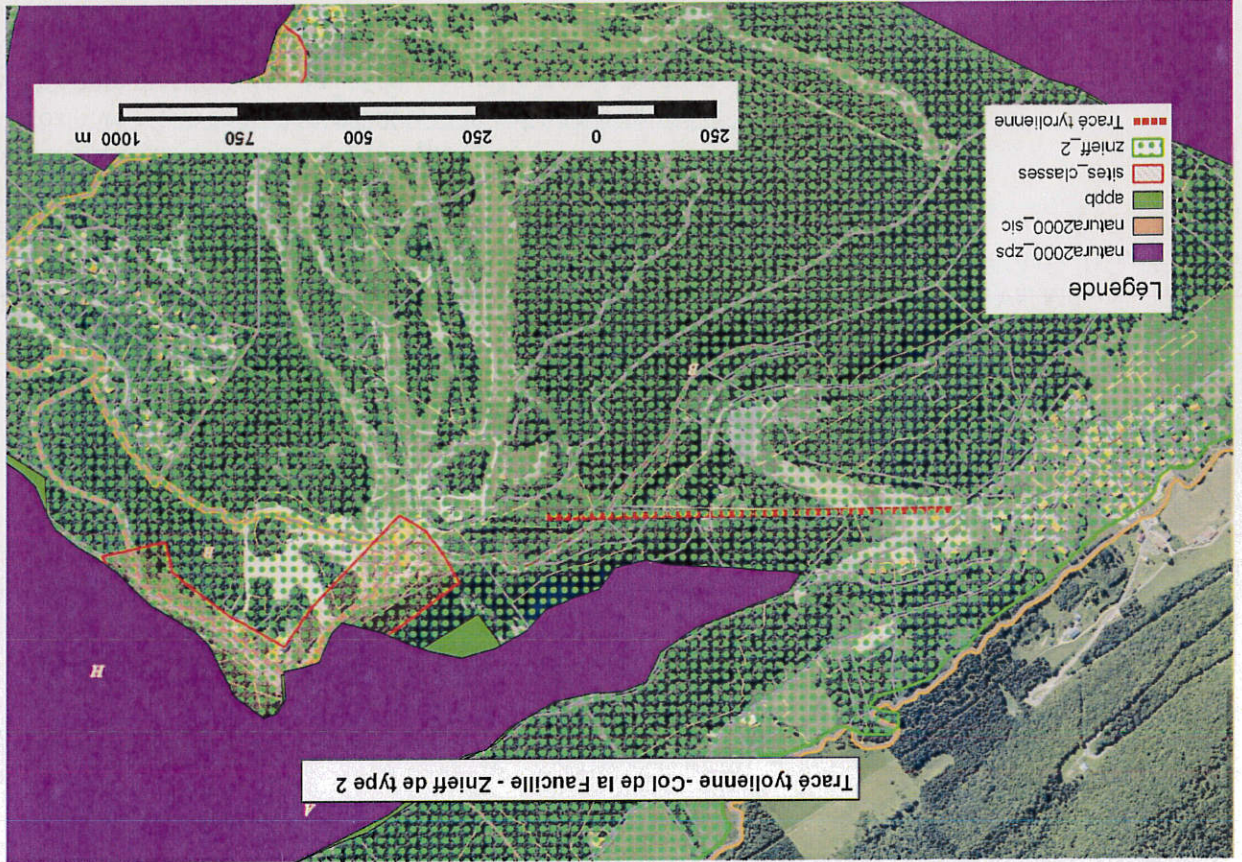 Tracé tyolienne -Col de la Faucille - Znieff de type 2
H
Légende
natura2000_zps
natura2000_sic
appb
sites_classes
znieff_2
Tracé tyrolienne
250 0 250 500 750 1000 m